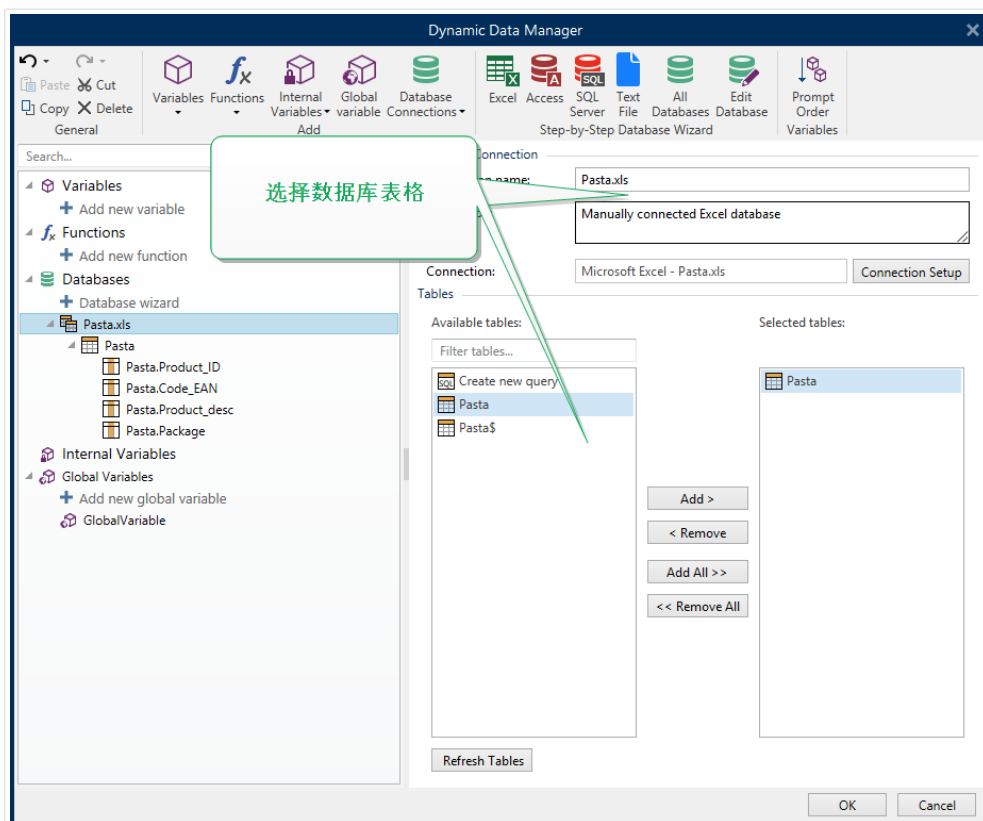 Dynamic Data Manager
Paste Cut
Copy Delete
General
Variables Functions Internal Variables Global variable Database Connections
Add
Excel Access SQL Server Text File All Databases Edit Database
Step-by-Step Database Wizard
Prompt Order
Variables
Search...
Variables
Add new variable
Functions
Add new function
Databases
Database wizard
Pasta.xls
Pasta
Pasta.Product_ID
Pasta.Code_EAN
Pasta.Product_desc
Pasta.Package
Internal Variables
Global Variables
Add new global variable
GlobalVariable
选择数据库表格
Connection
name: Pasta.xls
Manually connected Excel database
Connection: Microsoft Excel - Pasta.xls Connection Setup
Tables
Available tables: Selected tables:
Filter tables...
SQL Create new query
Pasta
Pasta$
Pasta
Add >
< Remove
Add All >>
<< Remove All
Refresh Tables
OK Cancel